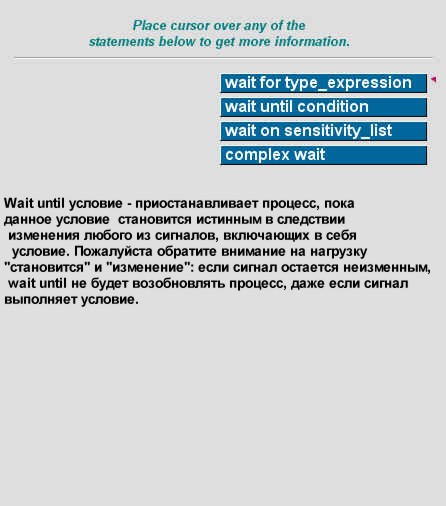 Place cursor over any of the
statements below to get more information.
wait for type_expression
wait until condition
wait on sensitivity_list
complex wait
Wait until условие - приостанавливает процесс, пока
данное условие становится истинным в следствии
изменения любого из сигналов, включающих в себя
условие. Пожалуйста обратите внимание на нагрузку
"становится" и "изменение": если сигнал остается неизменным,
wait until не будет возобновлять процесс, даже если сигнал
выполняет условие.